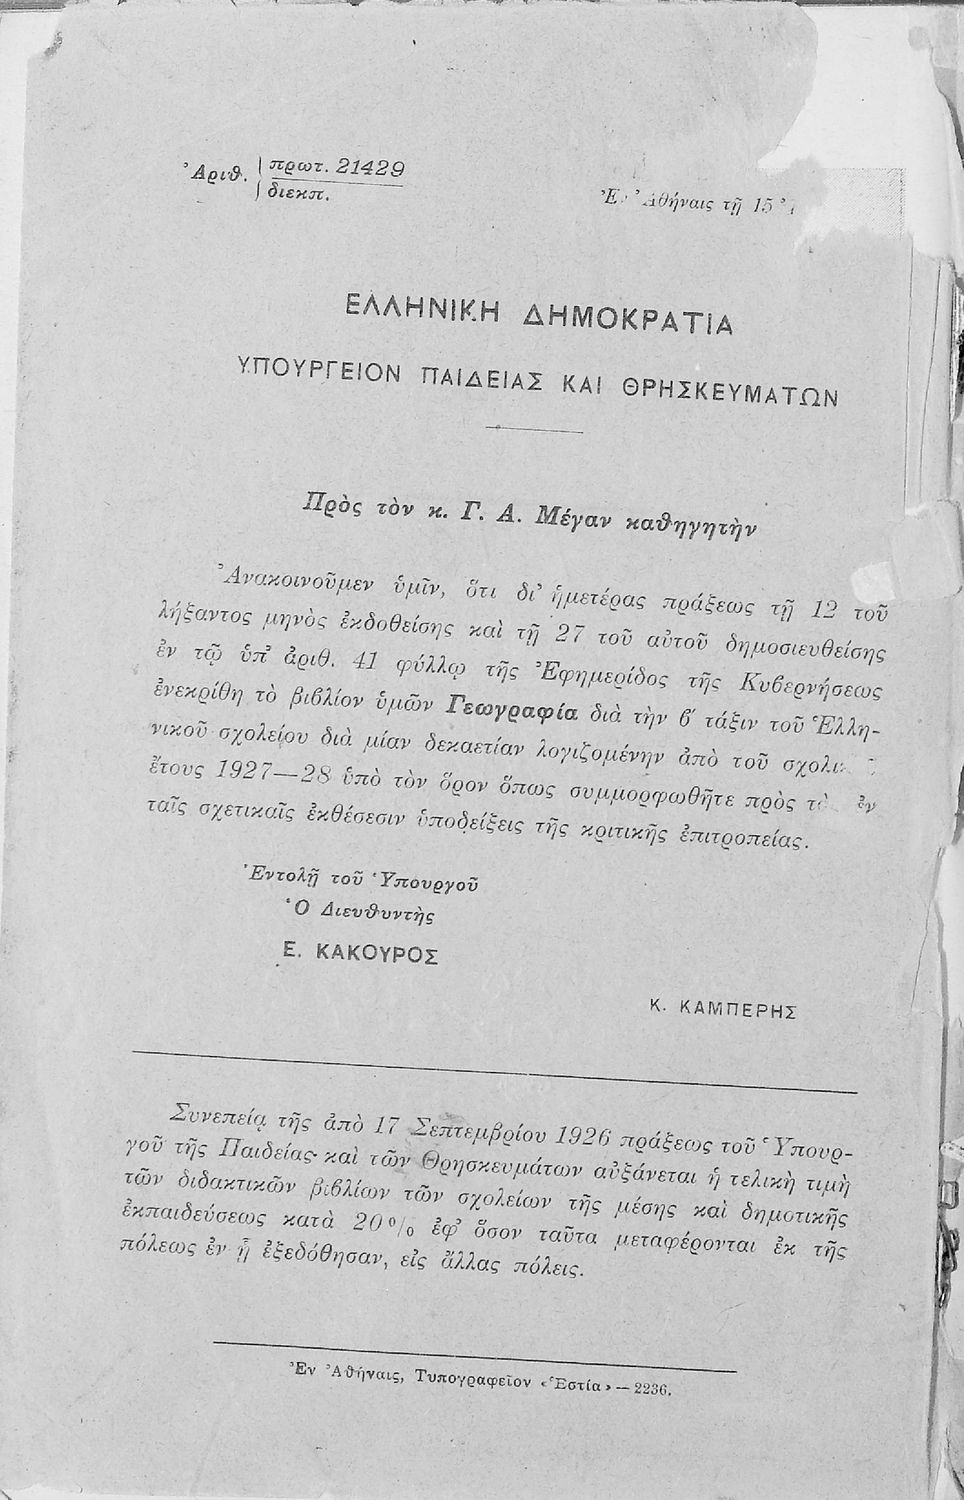 Ἀριθ. πρωτ. 21429
διεκπ.
Ἐν Ἀθήναις τῇ 15
ΕΛΛΗΝΙΚΗ ΔΗΜΟΚΡΑΤΙΑ
ΥΠΟΥΡΓΕΙΟΝ ΠΑΙΔΕΙΑΣ ΚΑΙ ΘΡΗΣΚΕΥΜΑΤΩΝ
Πρὸς τὸν κ. Γ. Α. Μέγαν καθηγητὴν
Ἀνακοινοῦμεν ὑμῖν, ὅτι δι' ἡμετέρας πράξεως τῇ 12 τοῦ
λήξαντος μηνὸς ἐκδοθείσης καὶ τῇ 27 τοῦ αὐτοῦ δημοσιευθείσης
ἐν τῷ ὑπ' ἀριθ. 41 φύλλῳ τῆς Ἐφημερίδος τῆς Κυβερνήσεως
ἐνεκρίθη τὸ βιβλίον ὑμῶν Γεωγραφία διὰ τὴν β′ τάξιν τοῦ Ἑλλη-
νικοῦ σχολείου διὰ μίαν δεκαετίαν λογιζομένην ἀπὸ τοῦ
ἔτους 1927—28 ὑπὸ τὸν ὅρον ὅπως συμμορφωθῆτε πρὸς ἐν
ταῖς σχετικαῖς ἐκθέσεσιν ὑποδείξεις τῆς κριτικῆς ἐπιτροπείας.
Ἐντολῇ τοῦ Ὑπουργοῦ
Ὁ Διευθυντὴς
Ε. ΚΑΚΟΥΡΟΣ
Κ. ΚΑΜΠΕΡΗΣ
Συνεπείᾳ τῆς ἀπὸ 17 Σεπτεμβρίου 1926 πράξεως τοῦ Ὑπουρ-
γοῦ τῆς Παιδείας καὶ τῶν Θρησκευμάτων αὐξάνεται ἡ τελικὴ τιμὴ
τῶν διδακτικῶν βιβλίων τῶν σχολείων τῆς μέσης καὶ δημοτικῆς
ἐκπαιδεύσεως κατὰ 20 % ἐφ' ὅσον ταῦτα μεταφέρονται ἐκ τῆς
πόλεως ἐν ᾗ ἐξεδόθησαν, εἰς ἄλλας πόλεις.
Ἐν Ἀθήναις, Τυπογραφεῖον «Ἑστία» — 2236.